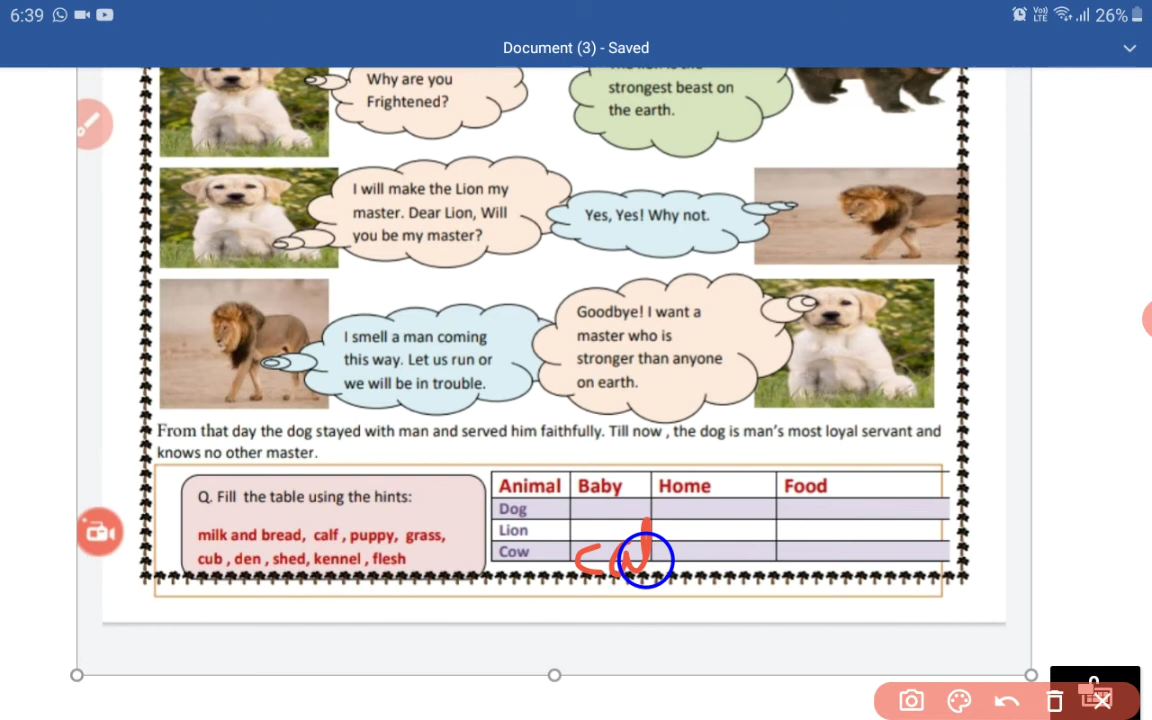 6:39 Vo) LTE 26%
Document (3) - Saved
Why are you
Frightened?
strongest beast on
the earth.
I will make the Lion my
master. Dear Lion, Will
you be my master?
Yes, Yes! Why not.
I smell a man coming
this way. Let us run or
we will be in trouble.
Goodbye! I want a
master who is
stronger than anyone
on earth.
From that day the dog stayed with man and served him faithfully. Till now , the dog is man's most loyal servant and
knows no other master.
Q. Fill the table using the hints:
milk and bread, calf , puppy, grass,
cub , den , shed, kennel , flesh
Animal Baby Home Food
Dog
Lion
Cow cal